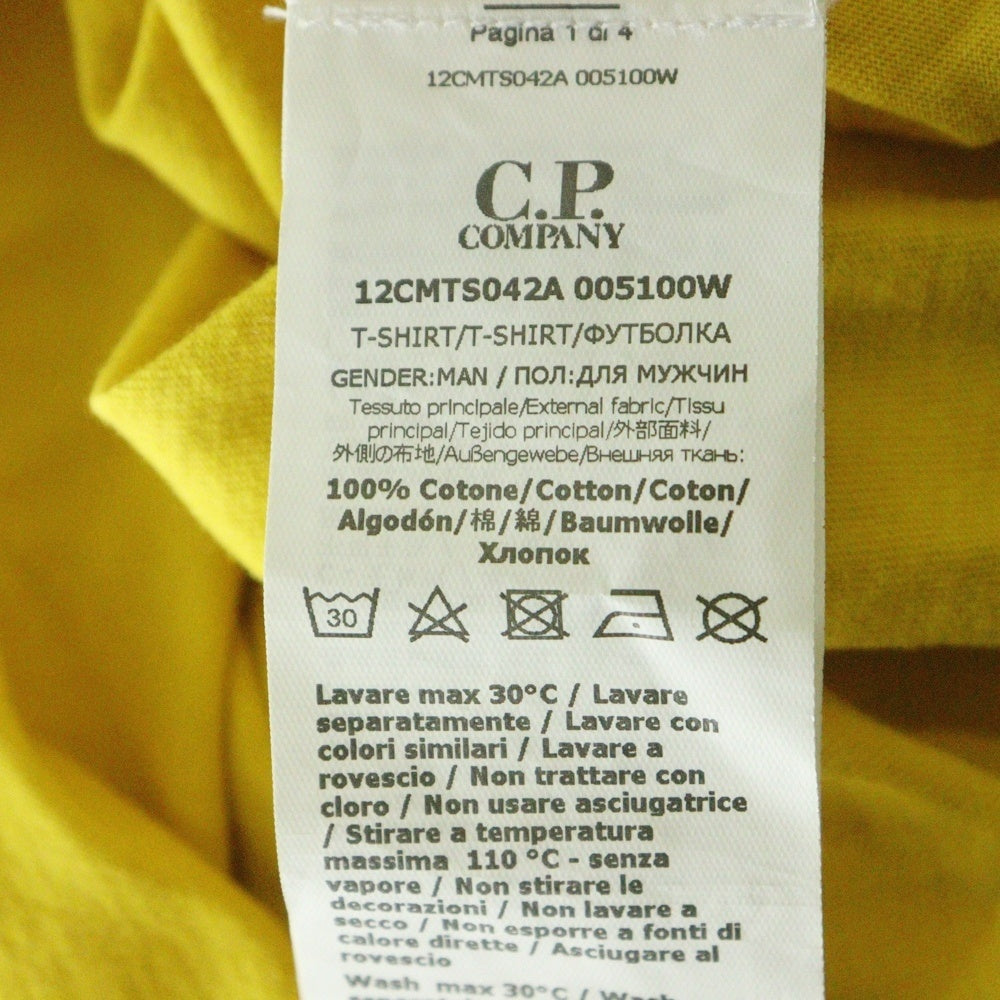 Pagina 1 di 4
12CMTS042A 005100W
C.P.
COMPANY
12CMTS042A 005100W
T-SHIRT/T-SHIRT/ФУТБОЛКА
GENDER:MAN / ПОЛ:ДЛЯ МУЖЧИН
Tessuto principale/External fabric/Tissu
principal/Tejido principal/外部面料/
外側の布地/Außengewebe/Внешняя ткань:
100% Cotone/Cotton/Coton/
Algodón/棉/綿/Baumwolle/
Хлопок
30
Lavare max 30°C / Lavare
separatamente / Lavare con
colori similari / Lavare a
rovescio / Non trattare con
cloro / Non usare asciugatrice
/ Stirare a temperatura
massima 110 °C - senza
vapore / Non stirare le
decorazioni / Non lavare a
secco / Non esporre a fonti di
calore dirette / Asciugare al
rovescio
Wash max 30°C / Wash